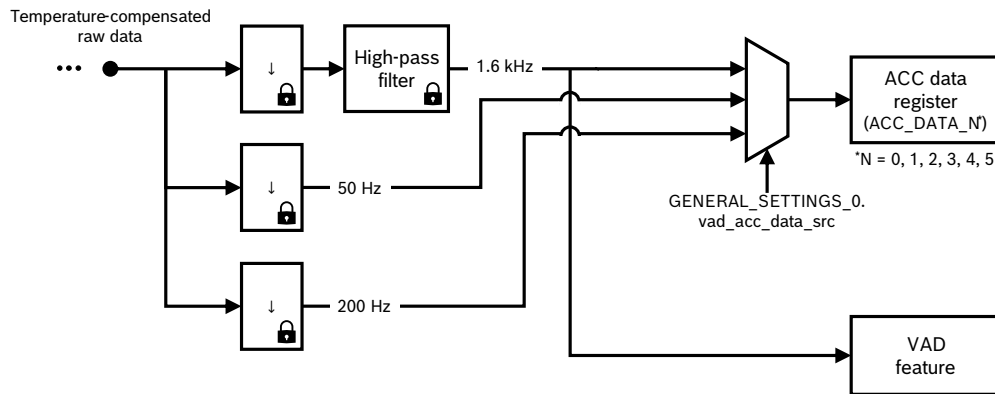 Temperature-compensated
raw data
...
↓
High-pass
filter
1.6 kHz
ACC data
register
(ACC_DATA_N*)
*N = 0, 1, 2, 3, 4, 5
↓
50 Hz
GENERAL_SETTINGS_0.
vad_acc_data_src
↓
200 Hz
VAD
feature